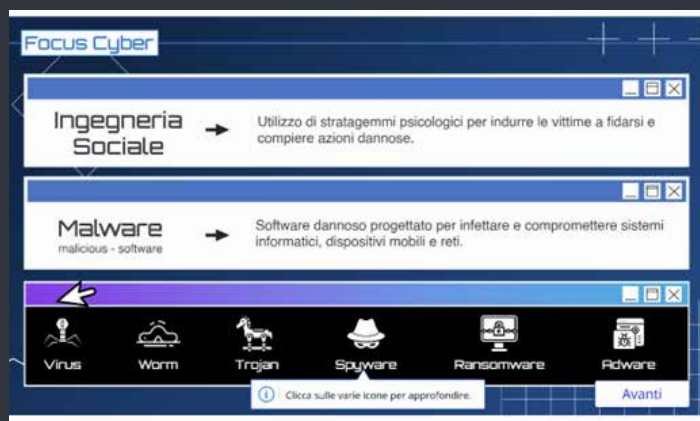 Focus Cyber
Ingegneria
Sociale
Utilizzo di stratagemmi psicologici per indurre le vittime a fidarsi e
compiere azioni dannose.
Malware
malicious - software
Software dannoso progettato per infettare e compromettere sistemi
informatici, dispositivi mobili e reti.
Virus
Worm
Trojan
Spyware
Ransomware
Adware
Clicca sulle varie icone per approfondire.
Avanti